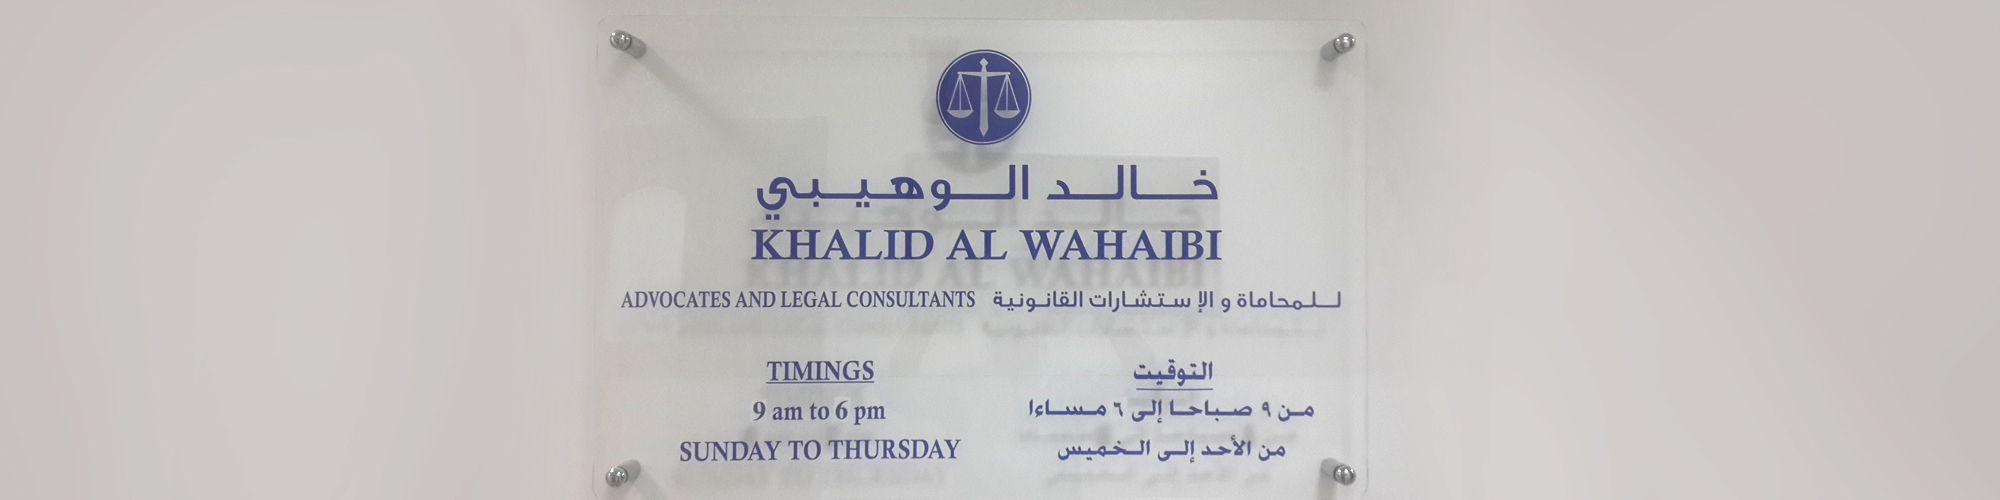 خالد الوهيبي
KHALID AL WAHAIBI
ADVOCATES AND LEGAL CONSULTANTS للمحاماة و الإستشارات القانونية
TIMINGS
9 am to 6 pm
SUNDAY TO THURSDAY
التوقيت
من ٩ صباحا إلى ٦ مساءا
من الأحد إلى الخميس